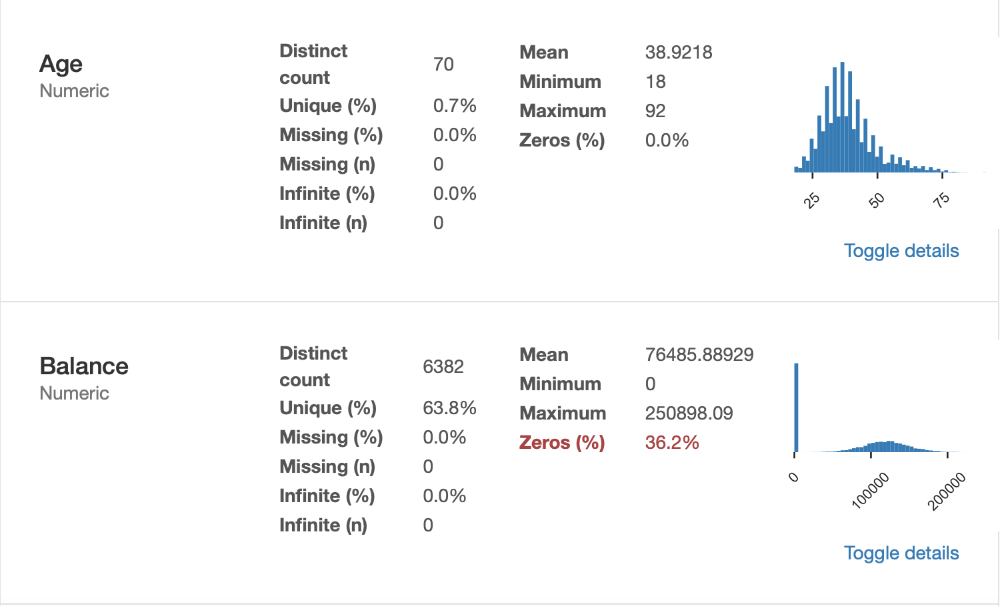 Age
Numeric
Distinct
count
70
Unique (%) 0.7%
Missing (%) 0.0%
Missing (n) 0
Infinite (%) 0.0%
Infinite (n) 0
Mean 38.9218
Minimum 18
Maximum 92
Zeros (%) 0.0%
25 50 75
Toggle details
Balance
Numeric
Distinct
count
6382
Unique (%) 63.8%
Missing (%) 0.0%
Missing (n) 0
Infinite (%) 0.0%
Infinite (n) 0
Mean 76485.88929
Minimum 0
Maximum 250898.09
Zeros (%) 36.2%
0 100000 200000
Toggle details